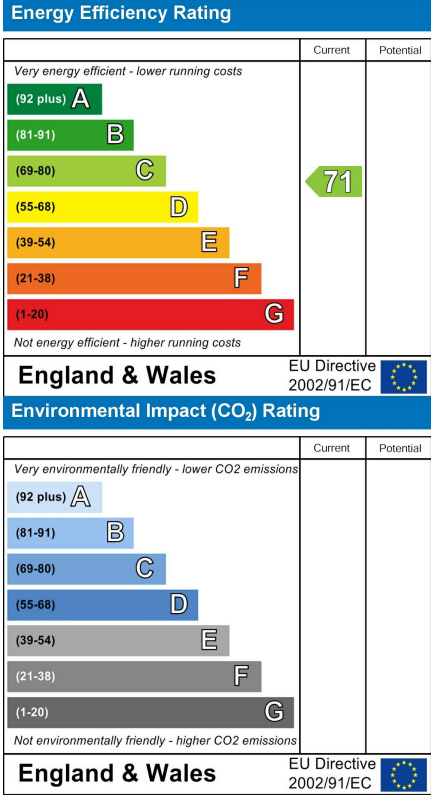 Energy Efficiency Rating
Current Potential
Very energy efficient - lower running costs
(92 plus) A
(81-91) B
(69-80) C
71
(55-68) D
(39-54) E
(21-38) F
(1-20) G
Not energy efficient - higher running costs
England & Wales
EU Directive
2002/91/EC
Environmental Impact (CO₂) Rating
Current Potential
Very environmentally friendly - lower CO2 emissions
(92 plus) A
(81-91) B
(69-80) C
(55-68) D
(39-54) E
(21-38) F
(1-20) G
Not environmentally friendly - higher CO2 emissions
England & Wales
EU Directive
2002/91/EC